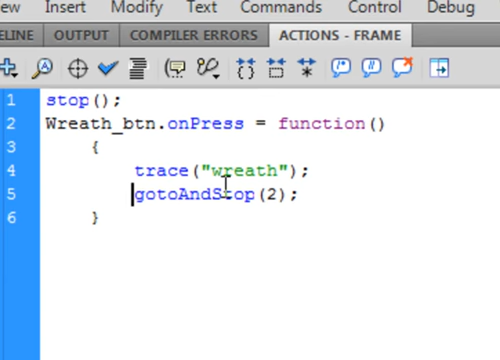 ew Insert Modify Text Commands Control Debug
ELINE OUTPUT COMPILER ERRORS ACTIONS - FRAME
1 stop();
2 Wreath_btn.onPress = function()
3 {
4 trace("wreath");
5 gotoAndStop(2);
6 }